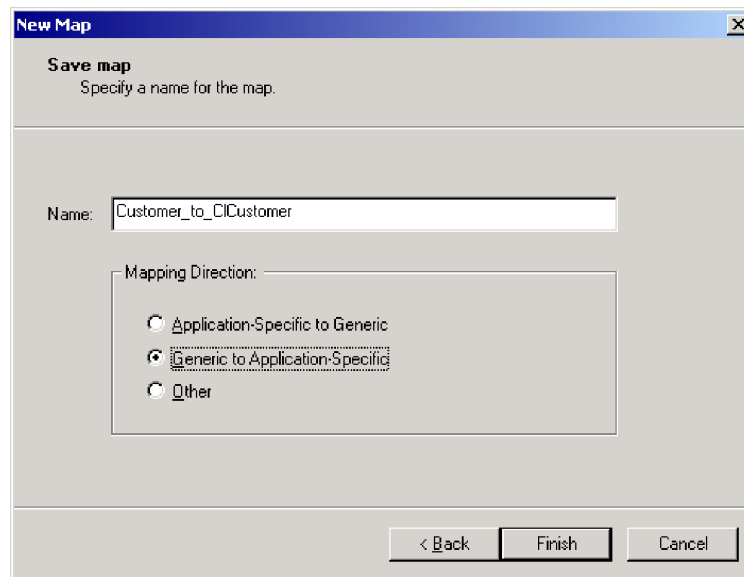 New Map
Save map
Specify a name for the map.
Name: Customer_to_ClCustomer
Mapping Direction:
Application-Specific to Generic
Generic to Application-Specific
Other
< Back Finish Cancel